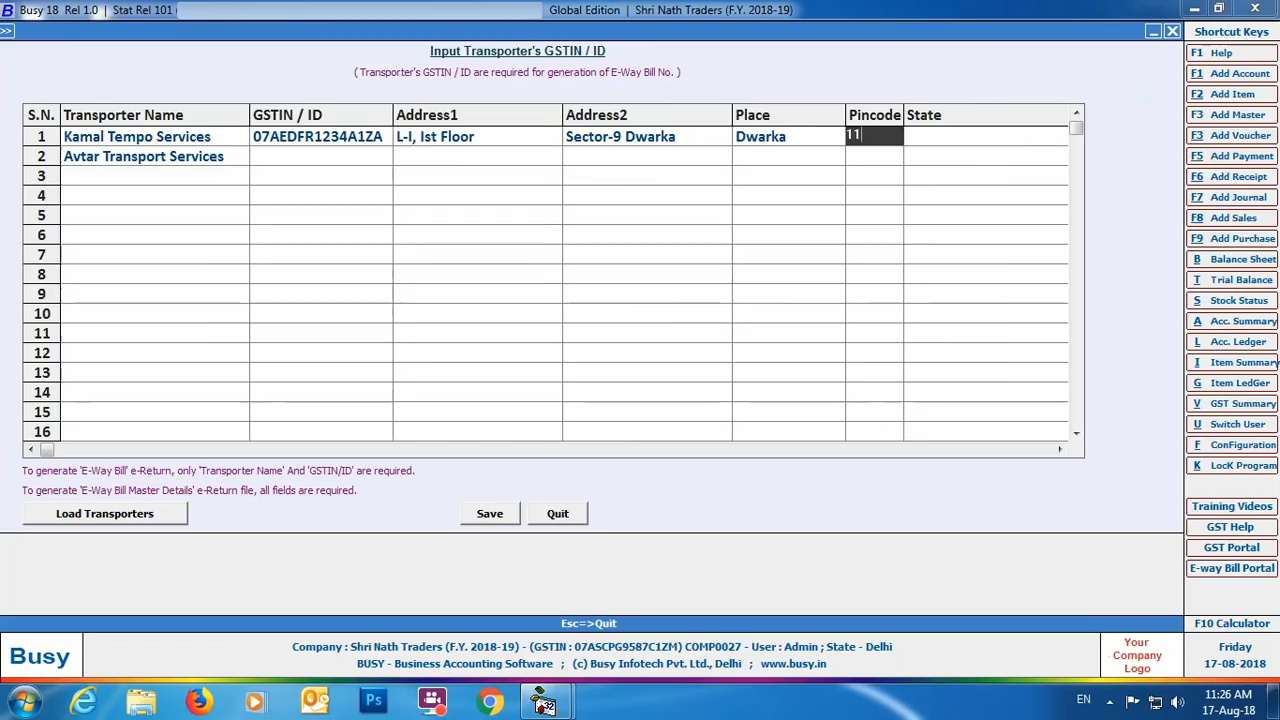 Busy 18 Rel 1.0 | Stat Rel 101 Global Edition | Shri Nath Traders (F.Y. 2018-19)
>>
Input Transporter's GSTIN / ID
( Transporter's GSTIN / ID are required for generation of E-Way Bill No. )
S.N. Transporter Name GSTIN / ID Address1 Address2 Place Pincode State
1 Kamal Tempo Services 07AEDFR1234A1ZA L-I, Ist Floor Sector-9 Dwarka Dwarka 11
2 Avtar Transport Services
3
4
5
6
7
8
9
10
11
12
13
14
15
16
To generate 'E-Way Bill' e-Return, only 'Transporter Name' And 'GSTIN/ID' are required.
To generate 'E-Way Bill Master Details' e-Return file, all fields are required.
Load Transporters Save Quit
Esc=>Quit
Shortcut Keys
F1 Help
F1 Add Account
F2 Add Item
F3 Add Master
F3 Add Voucher
F5 Add Payment
F6 Add Receipt
F7 Add Journal
F8 Add Sales
F9 Add Purchase
B Balance Sheet
T Trial Balance
S Stock Status
A Acc. Summary
L Acc. Ledger
I Item Summary
G Item LedGer
V GST Summary
U Switch User
F ConFiguration
K LocK Program
Training Videos
GST Help
GST Portal
E-way Bill Portal
F10 Calculator
Busy
Company : Shri Nath Traders (F.Y. 2018-19) - (GSTIN : 07ASCPG9587C1ZM) COMP0027 - User : Admin ; State - Delhi
BUSY - Business Accounting Software ; (c) Busy Infotech Pvt. Ltd., Delhi ; www.busy.in
Your
Company
Logo
Friday
17-08-2018
Ps
32
EN
11:26 AM
17-Aug-18